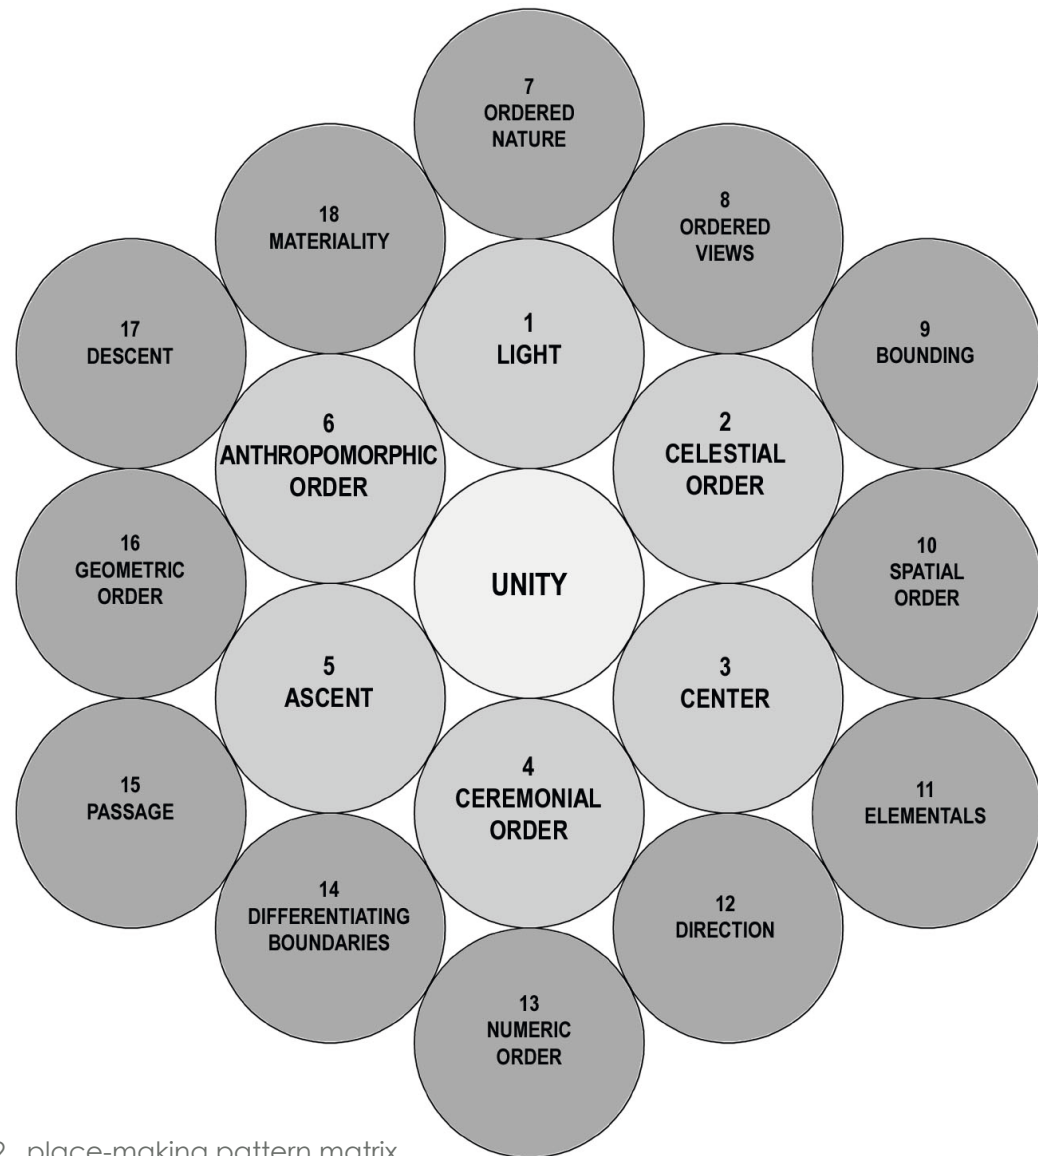 7
ORDERED
NATURE
8
ORDERED
VIEWS
9
BOUNDING
10
SPATIAL
ORDER
11
ELEMENTALS
12
DIRECTION
13
NUMERIC
ORDER
14
DIFFERENTIATING
BOUNDARIES
15
PASSAGE
16
GEOMETRIC
ORDER
17
DESCENT
18
MATERIALITY
1
LIGHT
2
CELESTIAL
ORDER
3
CENTER
4
CEREMONIAL
ORDER
5
ASCENT
6
ANTHROPOMORPHIC
ORDER
UNITY
2 place-making pattern matrix